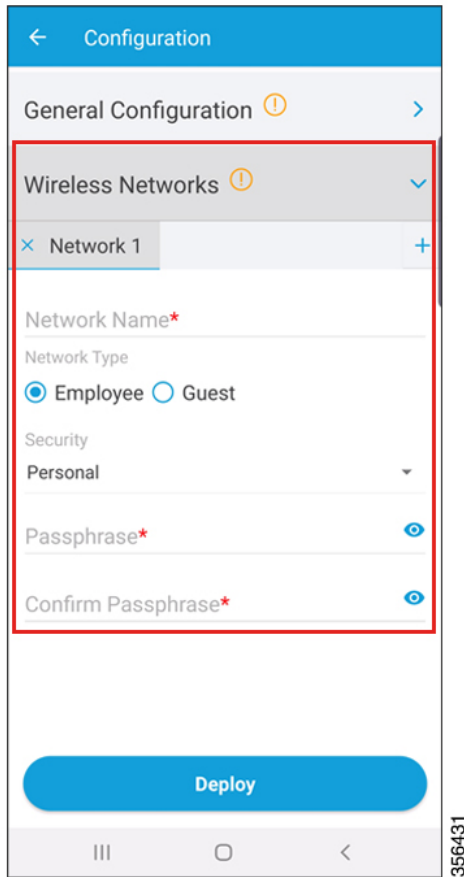 Configuration
General Configuration
Wireless Networks
× Network 1 +
Network Name*
Network Type
Employee Guest
Security
Personal
Passphrase*
Confirm Passphrase*
Deploy
356431